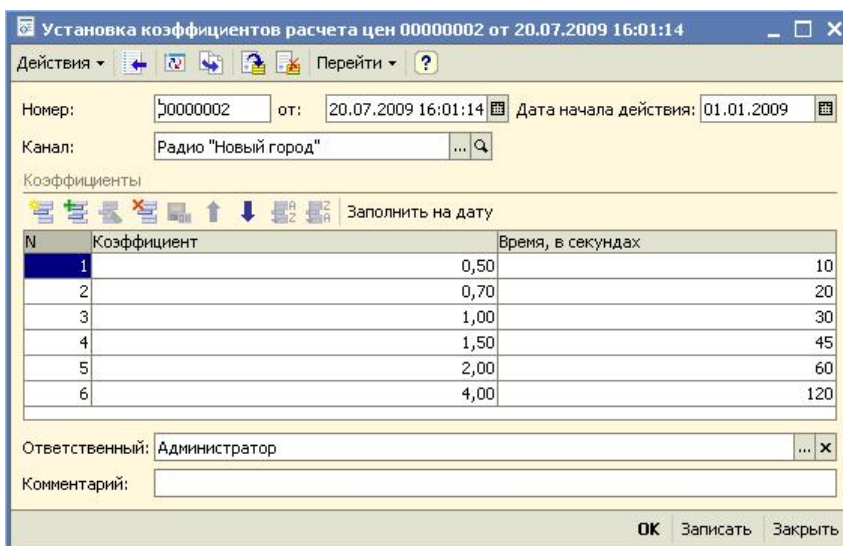 Установка коэффициентов расчета цен 00000002 от 20.07.2009 16:01:14
Действия Перейти ?
Номер: 00000002 от: 20.07.2009 16:01:14 Дата начала действия: 01.01.2009
Канал: Радио "Новый город" ...
Коэффициенты
Заполнить на дату
N Коэффициент Время, в секундах
1 0,50 10
2 0,70 20
3 1,00 30
4 1,50 45
5 2,00 60
6 4,00 120
Ответственный: Администратор ... x
Комментарий:
OK Записать Закрыть